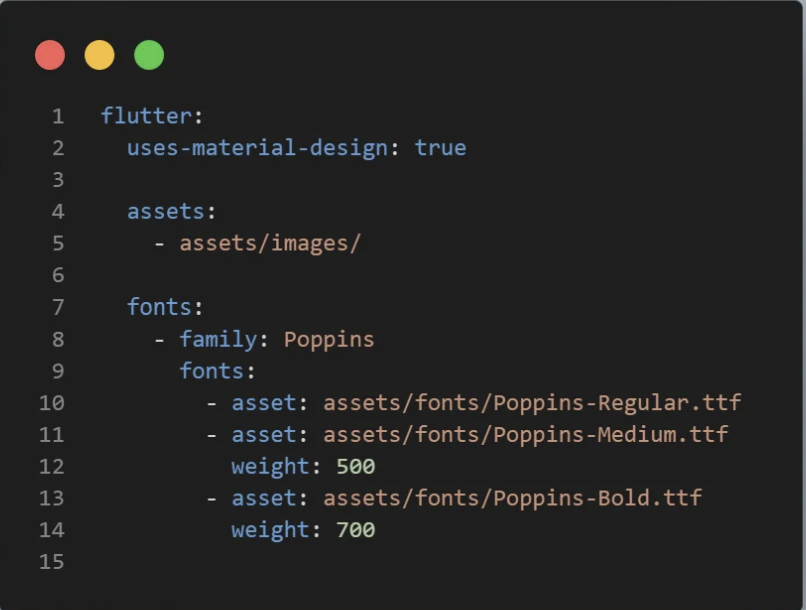 1 flutter:
2   uses-material-design: true
3
4   assets:
5     - assets/images/
6
7   fonts:
8     - family: Poppins
9       fonts:
10         - asset: assets/fonts/Poppins-Regular.ttf
11         - asset: assets/fonts/Poppins-Medium.ttf
12           weight: 500
13         - asset: assets/fonts/Poppins-Bold.ttf
14           weight: 700
15